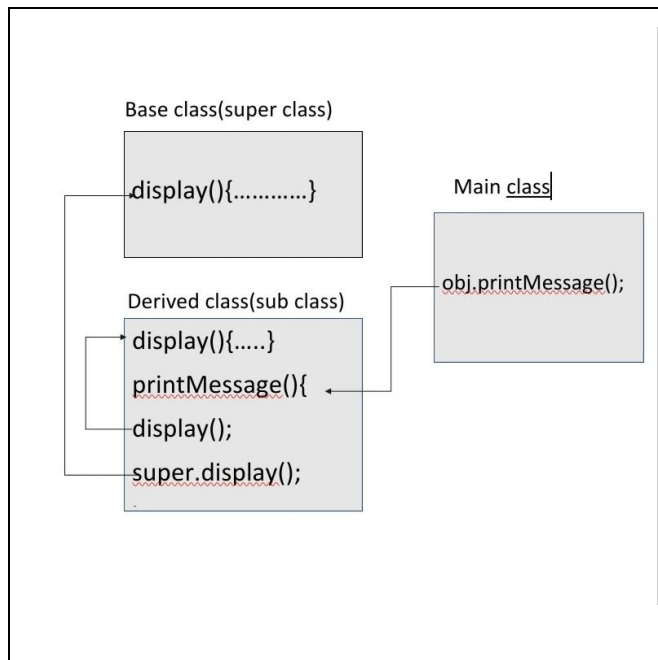 Base class(super class)
display(){............}
Derived class(sub class)
display(){.....}
printMessage(){
display();
super.display();
Main class
obj.printMessage();